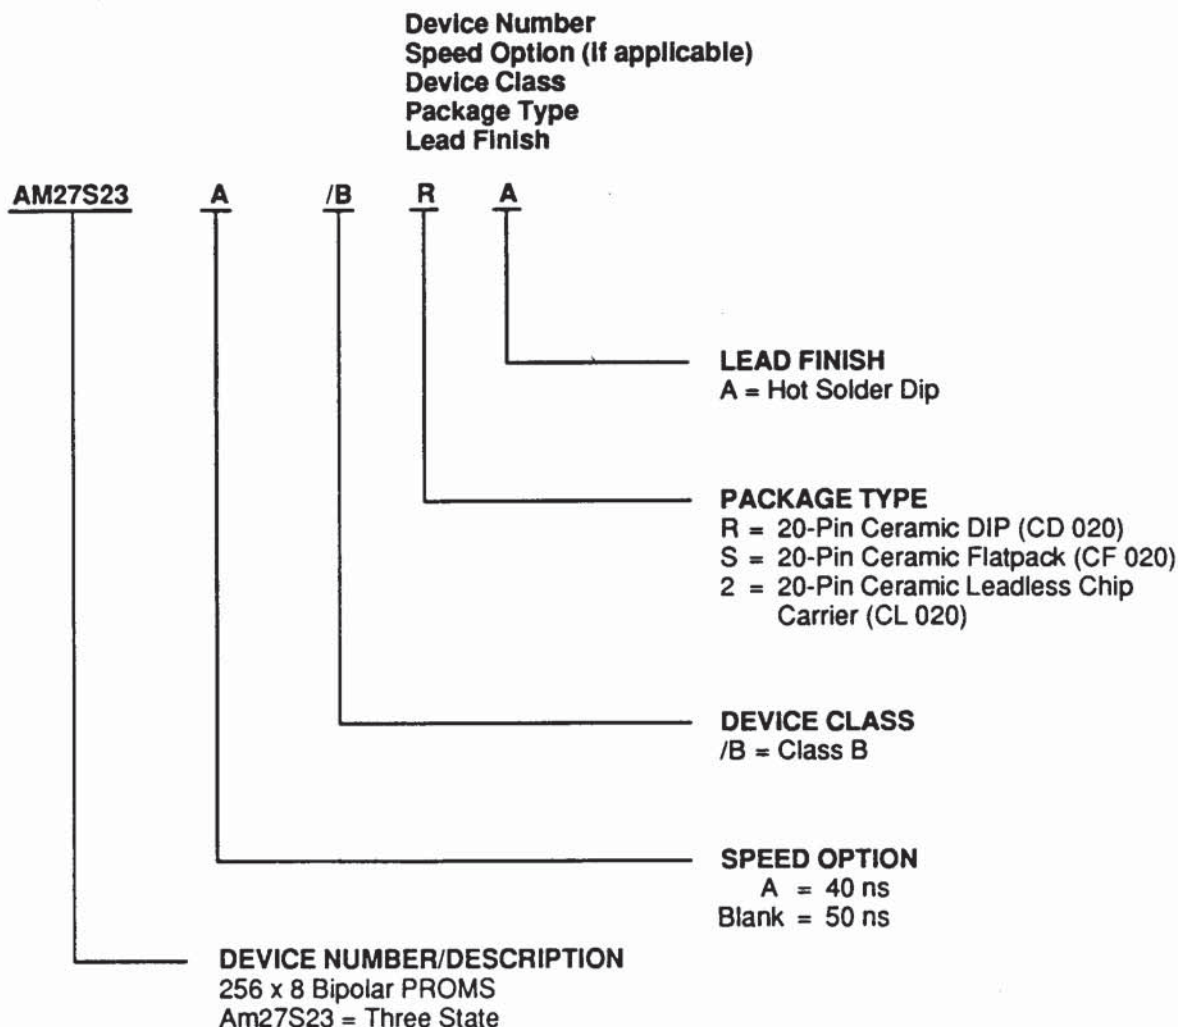 Device Number
Speed Option (if applicable)
Device Class
Package Type
Lead Finish
AM27S23 A /B R A
LEAD FINISH
A = Hot Solder Dip
PACKAGE TYPE
R = 20-Pin Ceramic DIP (CD 020)
S = 20-Pin Ceramic Flatpack (CF 020)
2 = 20-Pin Ceramic Leadless Chip
Carrier (CL 020)
DEVICE CLASS
/B = Class B
SPEED OPTION
A = 40 ns
Blank = 50 ns
DEVICE NUMBER/DESCRIPTION
256 x 8 Bipolar PROMS
Am27S23 = Three State